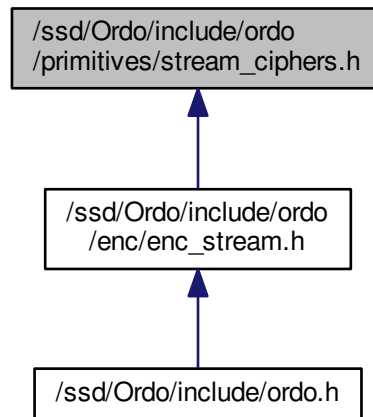 /ssd/Ordo/include/ordo
/primitives/stream_ciphers.h
/ssd/Ordo/include/ordo
/enc/enc_stream.h
/ssd/Ordo/include/ordo.h